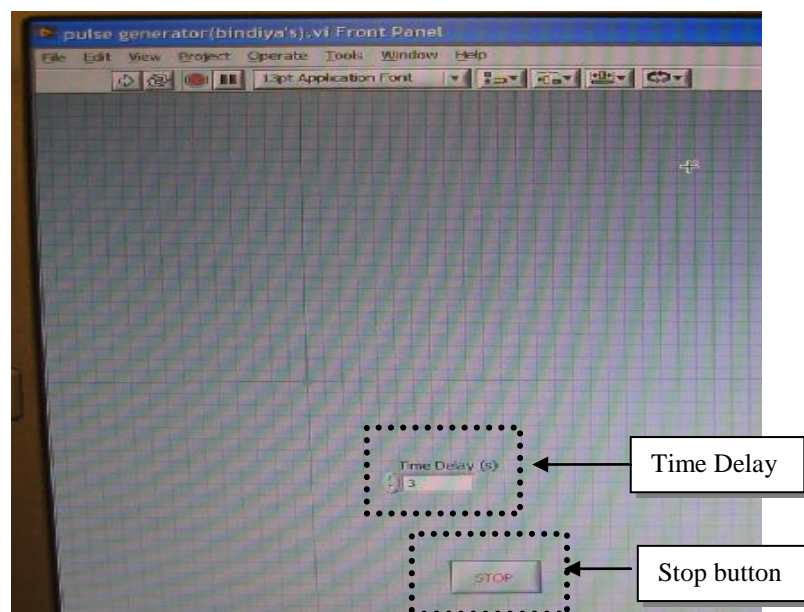 pulse generator(bindiya's).vi Front Panel
File Edit View Project Operate Tools Window Help
13pt Application Font
Time Delay (s)
3
Time Delay
STOP
Stop button